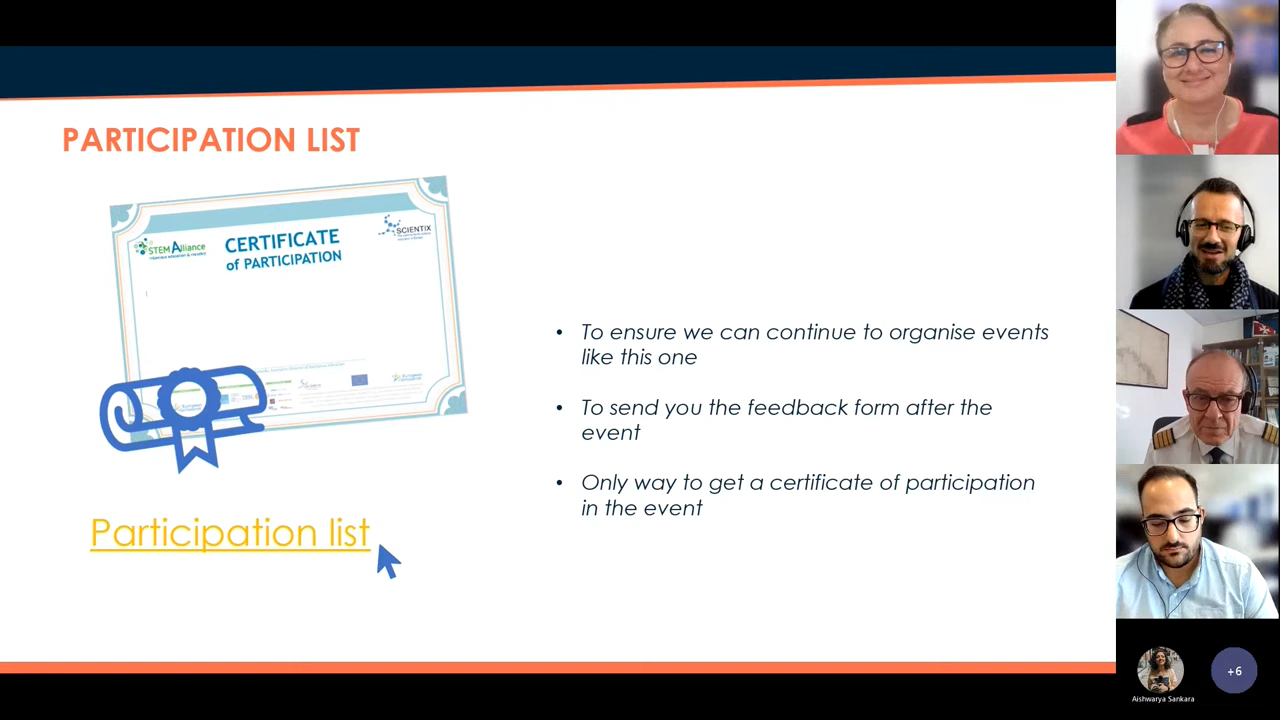 PARTICIPATION LIST
STEM Alliance
SCIENTIX
CERTIFICATE
of PARTICIPATION
• To ensure we can continue to organise events
like this one
• To send you the feedback form after the
event
• Only way to get a certificate of participation
in the event
Participation list
Aishwarya Sankara
+6